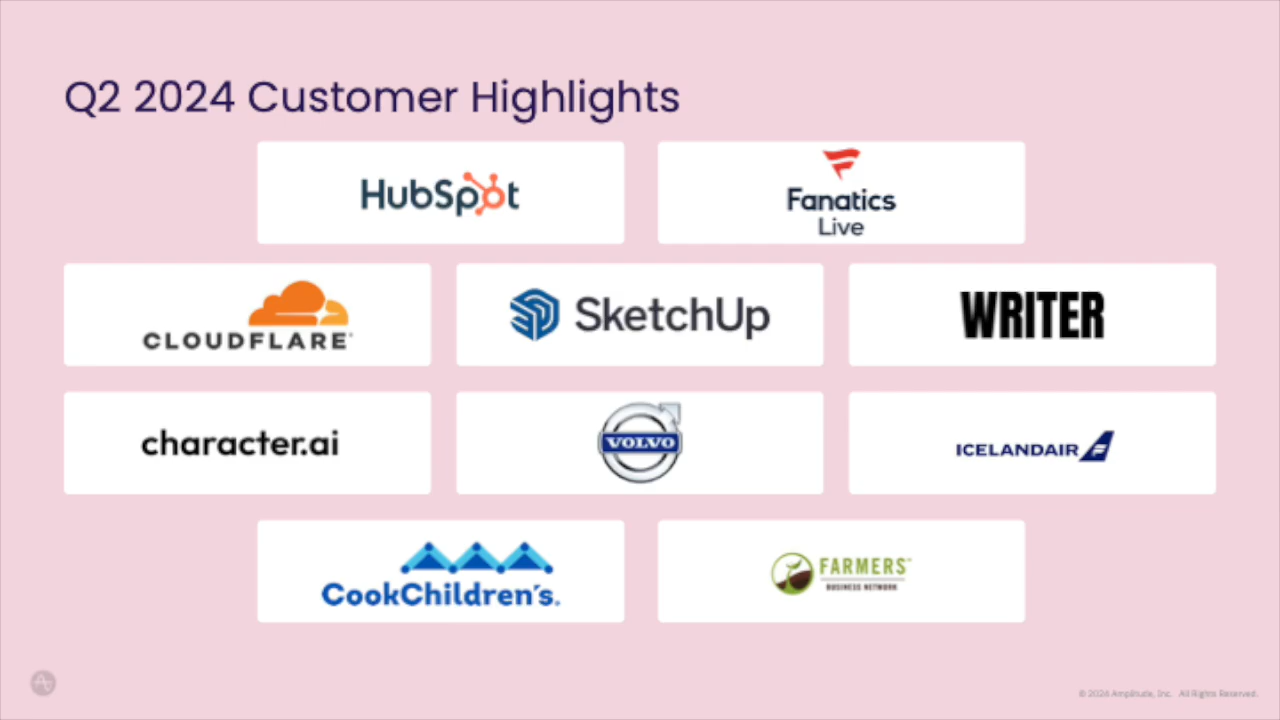 Q2 2024 Customer Highlights
HubSpot
Fanatics
Live
CLOUDFLARE
SketchUp
WRITER
character.ai
VOLVO
ICELANDAIR
CookChildren's.
FARMERS™
BUSINESS NETWORK
© 2024 Amplitude, Inc. All Rights Reserved.